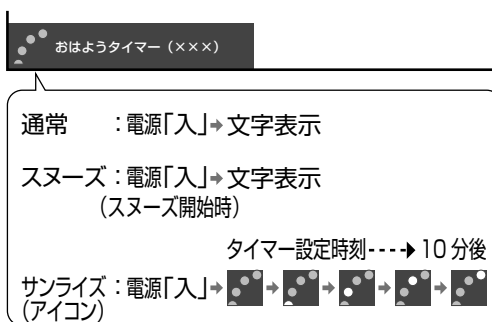 おはようタイマー（×××）
通常　　：電源「入」➡文字表示
スヌーズ：電源「入」➡文字表示
（スヌーズ開始時）
タイマー設定時刻----▶10分後
サンライズ：電源「入」➡ ➡ ➡ ➡ ➡
（アイコン）